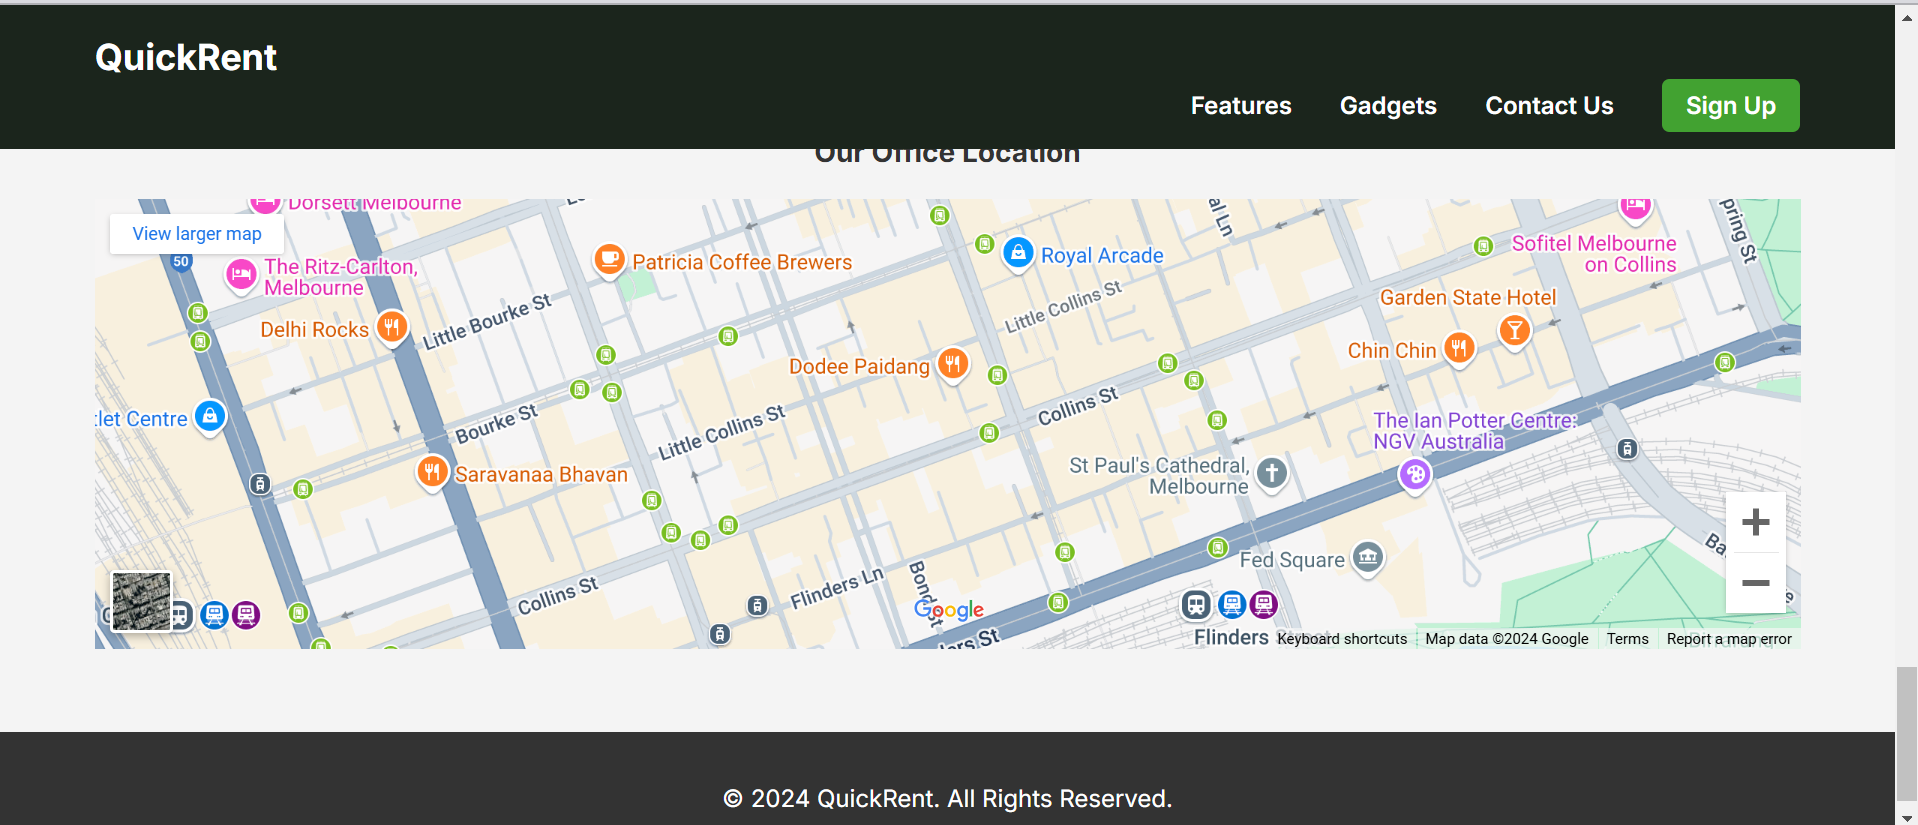 QuickRent
Features
Gadgets
Contact Us
Sign Up
Our Office Location
View larger map
Dorsett Melbourne
50
The Ritz-Carlton,
Melbourne
Patricia Coffee Brewers
Royal Arcade
Sofitel Melbourne
on Collins
Garden State Hotel
Delhi Rocks
Little Bourke St
Little Collins St
Chin Chin
Dodee Paidang
Collins St
tlet Centre
Bourke St
Little Collins St
The Ian Potter Centre:
NGV Australia
Saravanaa Bhavan
St Paul's Cathedral,
Melbourne
Fed Square
Collins St
Flinders Ln
Google
Flinders
Keyboard shortcuts
Map data ©2024 Google
Terms
Report a map error
© 2024 QuickRent. All Rights Reserved.